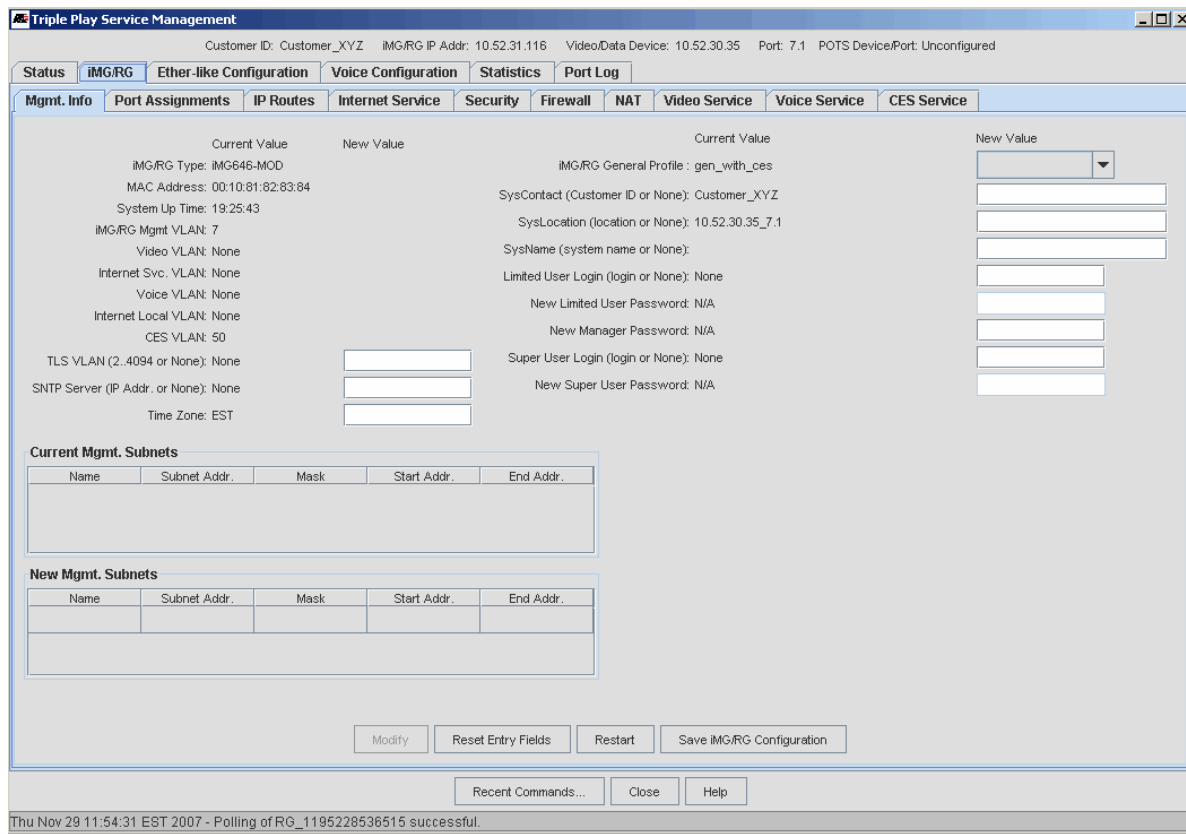 Triple Play Service Management
Customer ID: Customer_XYZ iMG/RG IP Addr: 10.52.31.116 Video/Data Device: 10.52.30.35 Port: 7.1 POTS Device/Port: Unconfigured
Status iMG/RG Ether-like Configuration Voice Configuration Statistics Port Log
Mgmt. Info Port Assignments IP Routes Internet Service Security Firewall NAT Video Service Voice Service CES Service
Current Value New Value
iMG/RG Type: iMG646-MOD
MAC Address: 00:10:81:82:83:84
System Up Time: 19:25:43
iMG/RG Mgmt VLAN: 7
Video VLAN: None
Internet Svc. VLAN: None
Voice VLAN: None
Internet Local VLAN: None
CES VLAN: 50
TLS VLAN (2..4094 or None): None
SNTP Server (IP Addr. or None): None
Time Zone: EST
Current Value New Value
iMG/RG General Profile : gen_with_ces
SysContact (Customer ID or None): Customer_XYZ
SysLocation (location or None): 10.52.30.35_7.1
SysName (system name or None):
Limited User Login (login or None): None
New Limited User Password: N/A
New Manager Password: N/A
Super User Login (login or None): None
New Super User Password: N/A
Current Mgmt. Subnets
Name Subnet Addr. Mask Start Addr. End Addr.
New Mgmt. Subnets
Name Subnet Addr. Mask Start Addr. End Addr.
Modify Reset Entry Fields Restart Save iMG/RG Configuration
Recent Commands... Close Help
Thu Nov 29 11:54:31 EST 2007 - Polling of RG_1195228536515 successful.